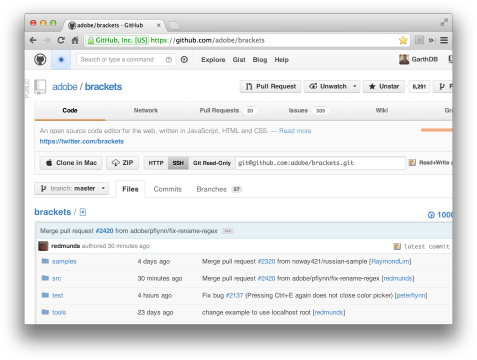 adobe/brackets · GitHub
GitHub, Inc. [US] https://github.com/adobe/brackets
Search or type a command
Explore Gist Blog Help
GarthDB
PUBLIC
adobe / brackets
Pull Request
Unwatch
Unstar
8,291
Code
Network
Pull Requests 20
Issues 305
Wiki
An open source code editor for the web, written in JavaScript, HTML and CSS. — Read more
https://twitter.com/brackets
Clone in Mac
ZIP
HTTP
SSH
Git Read-Only
git@github.com:adobe/brackets.git
Read+Write
branch: master
Files
Commits
Branches 27
brackets /
1000
Merge pull request #2420 from adobe/pflynn/fix-rename-regex
redmunds authored 30 minutes ago
latest commit
samples 4 days ago Merge pull request #2320 from noway421/russian-sample [RaymondLim]
src 30 minutes ago Merge pull request #2420 from adobe/pflynn/fix-rename-regex [redmunds]
test 4 hours ago Fix bug #2137 (Pressing Ctrl+E again does not close color picker) [peterflynn]
tools 23 days ago change example to use localhost root [redmunds]